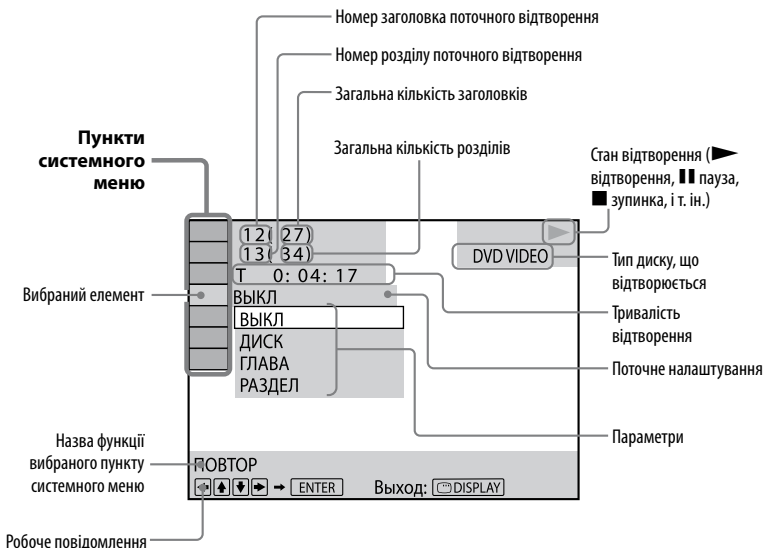 Номер заголовка поточного відтворення
Номер розділу поточного відтворення
Загальна кількість заголовків
Загальна кількість розділів
Пункти
системного
меню
Стан відтворення (►
відтворення, ▮▮ пауза,
■ зупинка, і т. ін.)
12( 27)
13( 34)
T 0: 04: 17
DVD VIDEO
Тип диску, що
відтворюється
Вибраний елемент
ВЫКЛ
Тривалість
відтворення
ВЫКЛ
ДИСК
ГЛАВА
РАЗДЕЛ
Поточне налаштування
Параметри
Назва функції
вибраного пункту
системного меню
ПОВТОР
← ↑ ↓ → → ENTER Выход: DISPLAY
Робоче повідомлення